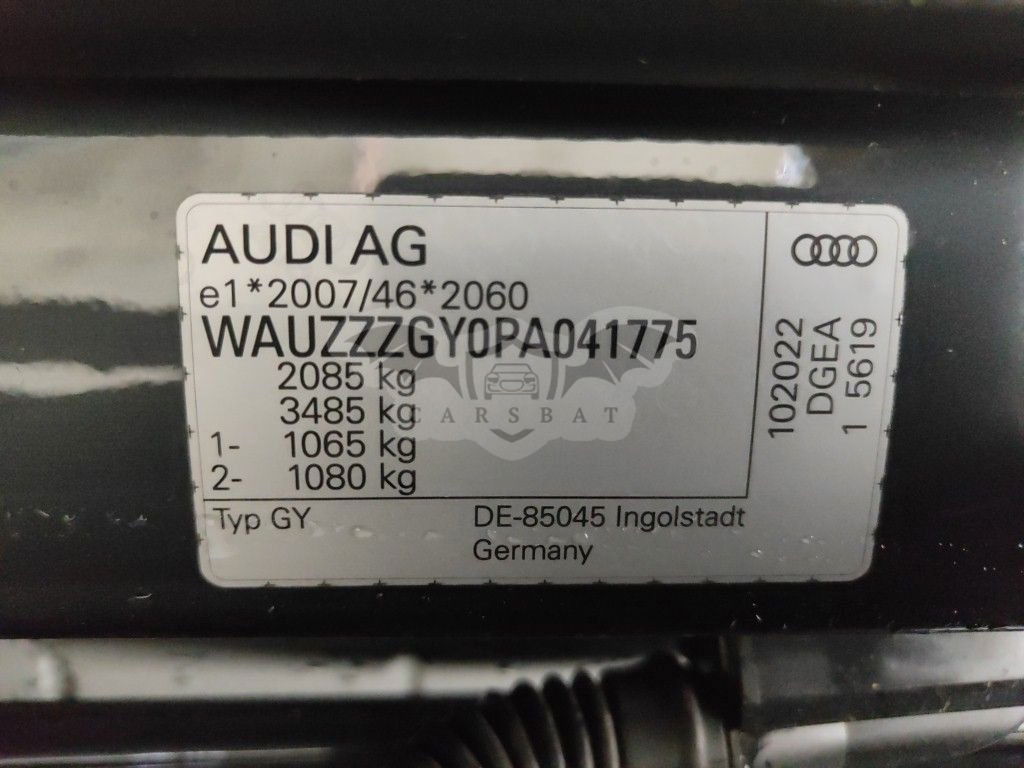 AUDI AG
e1*2007/46*2060
WAUZZZGY0PA041775
2085 kg
3485 kg
1- 1065 kg
2- 1080 kg
Typ GY
DE-85045 Ingolstadt
Germany
102022
DGEA
1 5619
CARSBAT